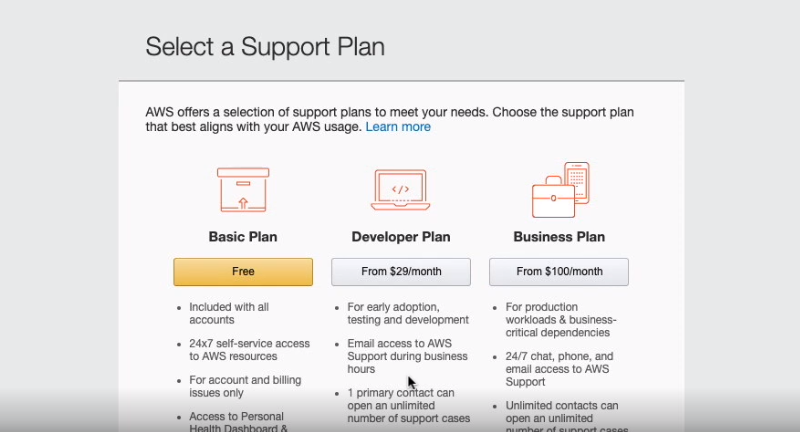 Select a Support Plan
AWS offers a selection of support plans to meet your needs. Choose the support plan
that best aligns with your AWS usage. Learn more
</>
Basic Plan
Free
Included with all
accounts
24x7 self-service access
to AWS resources
For account and billing
issues only
Access to Personal
Health Dashboard &
Developer Plan
From $29/month
For early adoption,
testing and development
Email access to AWS
Support during business
hours
1 primary contact can
open an unlimited
number of support cases
Business Plan
From $100/month
For production
workloads & business-
critical dependencies
24/7 chat, phone, and
email access to AWS
Support
Unlimited contacts can
open an unlimited
number of support cases